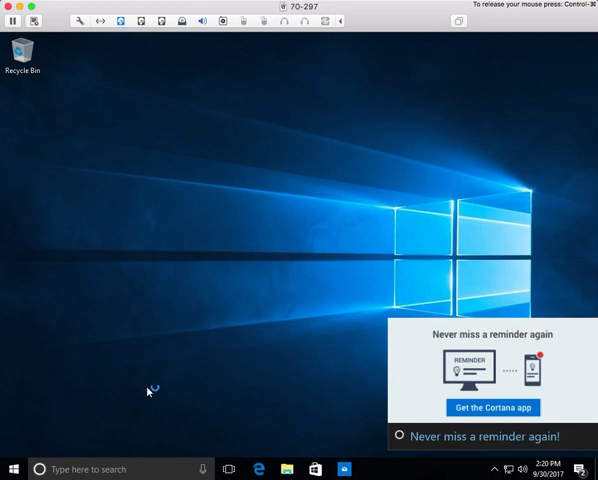 70-297
To release your mouse press: Control-⌘
Recycle Bin
Never miss a reminder again
REMINDER
Get the Cortana app
Never miss a reminder again!
Type here to search
2:20 PM
9/30/2017
2